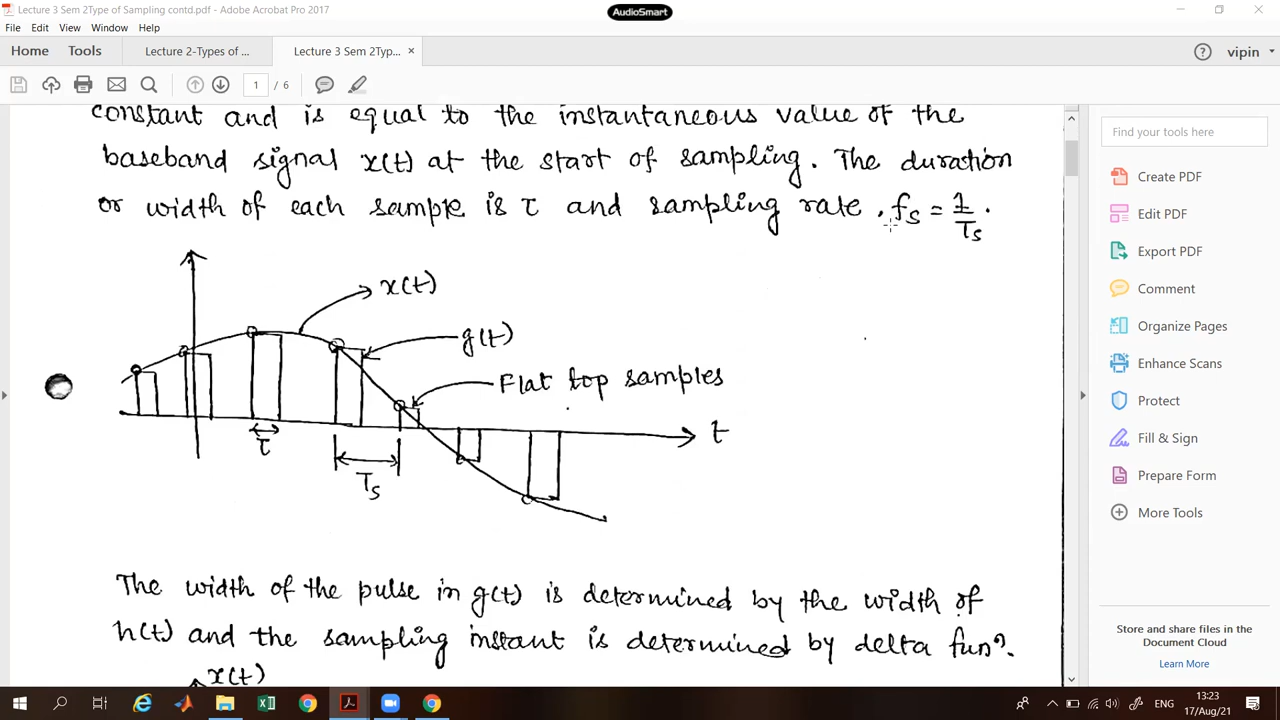 Lecture 3 Sem 2Type of Sampling contd.pdf - Adobe Acrobat Pro 2017
AudioSmart
File Edit View Window Help
Home Tools Lecture 2-Types of ... Lecture 3 Sem 2Typ... ×
vipin
1 / 6
constant and is equal to the instantaneous value of the
baseband signal x(t) at the start of sampling. The duration
or width of each sample is τ and sampling rate, fs = 1/Ts.
x(t)
g(t)
Flat top samples
t
τ
Ts
The width of the pulse in g(t) is determined by the width of
h(t) and the sampling instant is determined by delta funⁿ.
x(t)
Find your tools here
Create PDF
Edit PDF
Export PDF
Comment
Organize Pages
Enhance Scans
Protect
Fill & Sign
Prepare Form
More Tools
Store and share files in the
Document Cloud
Learn More
ENG
13:23
17/Aug/21